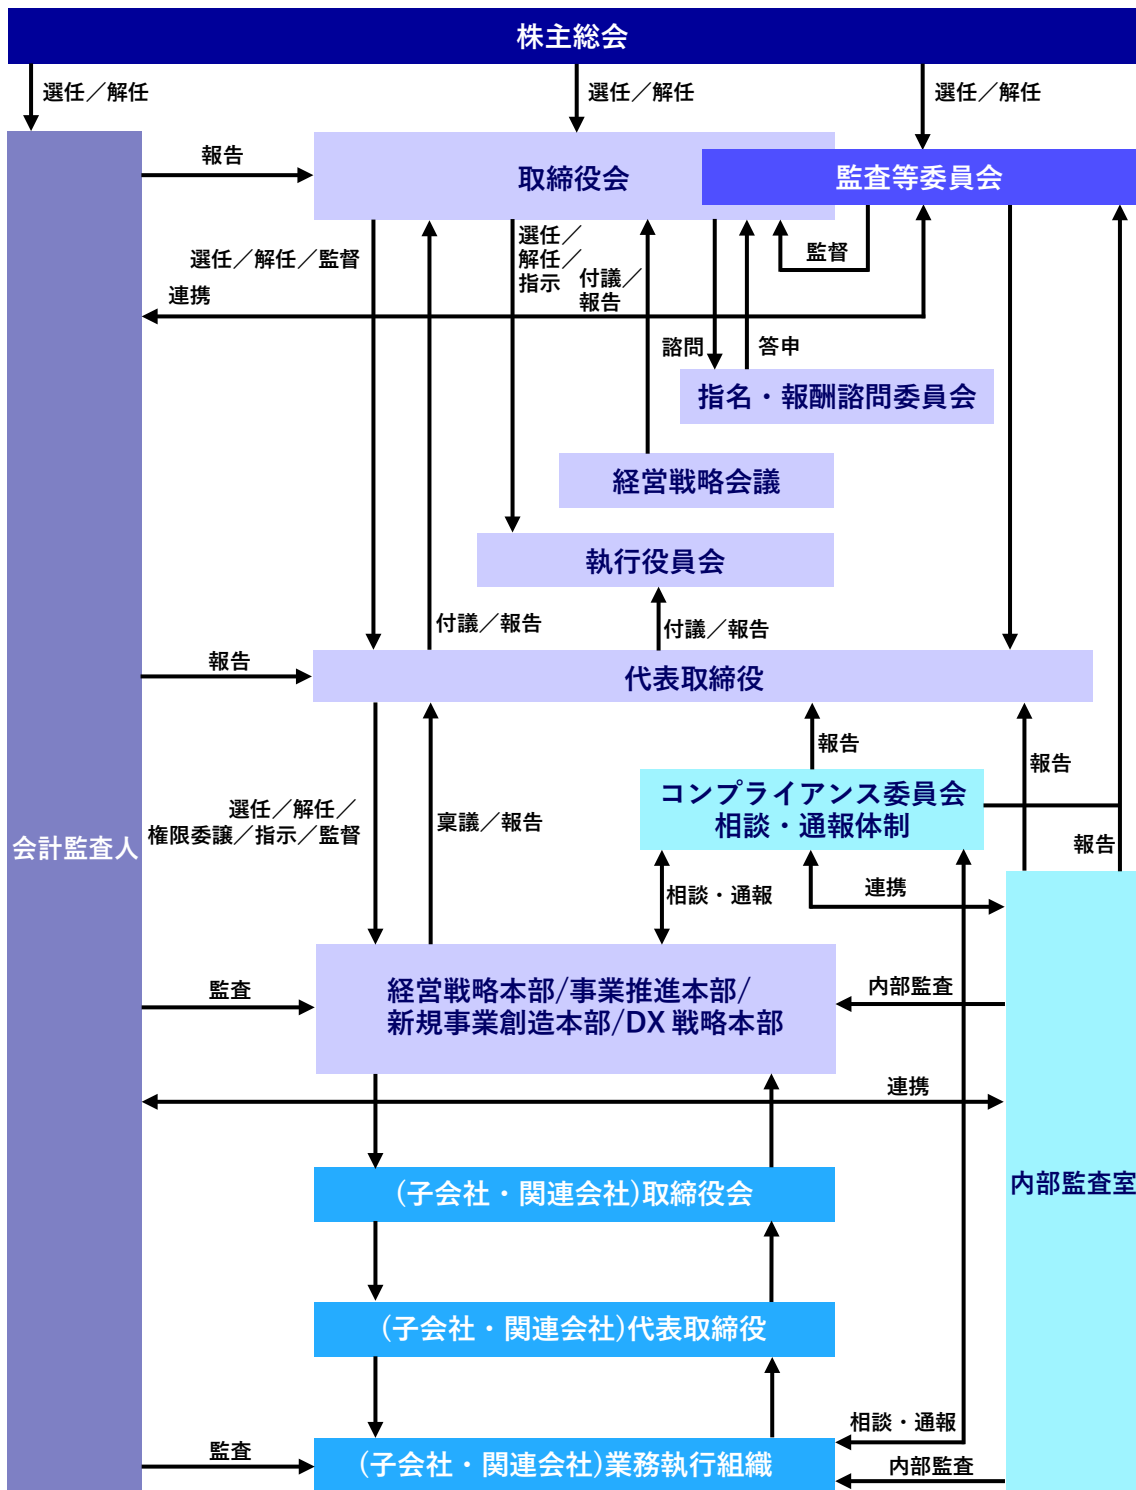 株主総会
選任／解任
選任／解任
選任／解任
報告
取締役会
監査等委員会
選任／解任／監督
選任／
解任／
指示
付議／
報告
監督
連携
諮問
答申
指名・報酬諮問委員会
経営戦略会議
執行役員会
付議／報告
付議／報告
報告
代表取締役
報告
報告
コンプライアンス委員会
相談・通報体制
選任／解任／
権限委譲／指示／監督
稟議／報告
会計監査人
報告
相談・通報
連携
監査
経営戦略本部/事業推進本部/
新規事業創造本部/DX 戦略本部
内部監査
連携
内部監査室
(子会社・関連会社)取締役会
(子会社・関連会社)代表取締役
相談・通報
監査
(子会社・関連会社)業務執行組織
内部監査